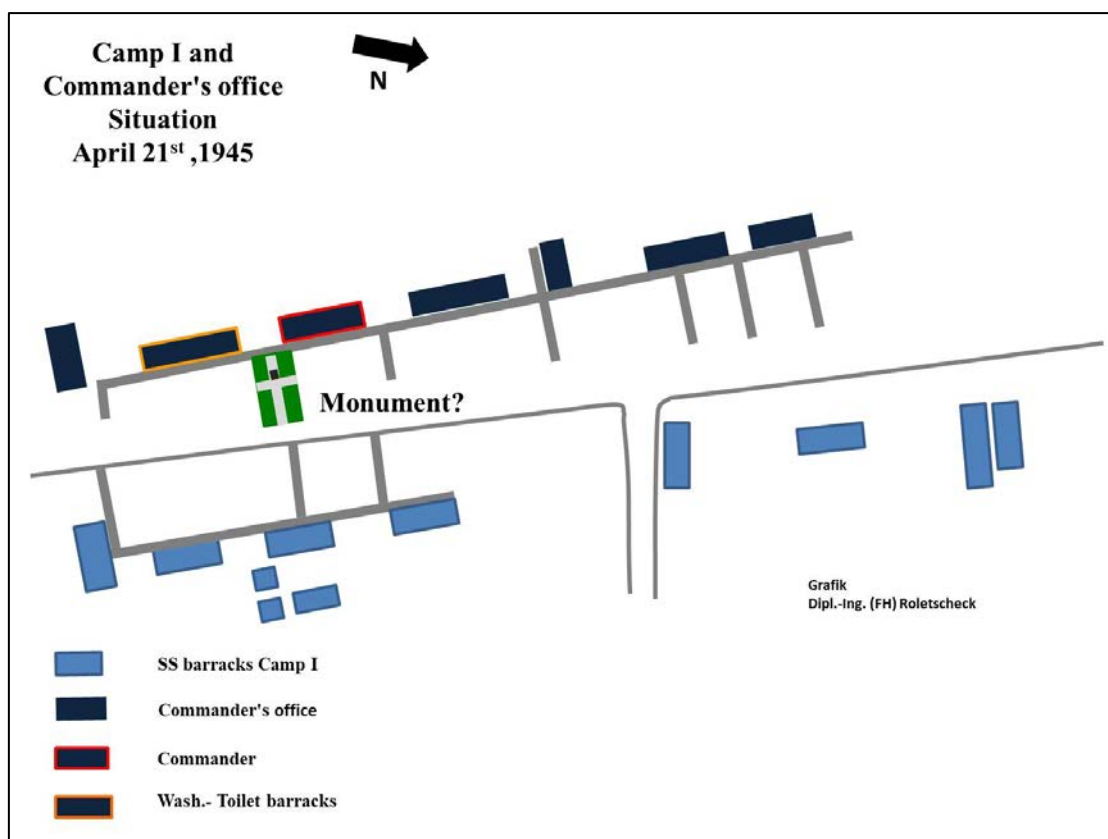 Camp I and
Commander's office
Situation
April 21st ,1945
N
Monument?
Grafik
Dipl.-Ing. (FH) Roletscheck
SS barracks Camp I
Commander's office
Commander
Wash.- Toilet barracks